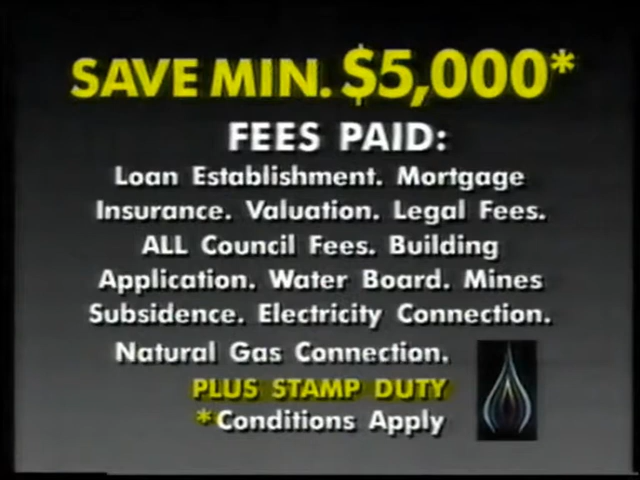 SAVE MIN. $5,000*
FEES PAID:
Loan Establishment. Mortgage
Insurance. Valuation. Legal Fees.
ALL Council Fees. Building
Application. Water Board. Mines
Subsidence. Electricity Connection.
Natural Gas Connection.
PLUS STAMP DUTY
*Conditions Apply